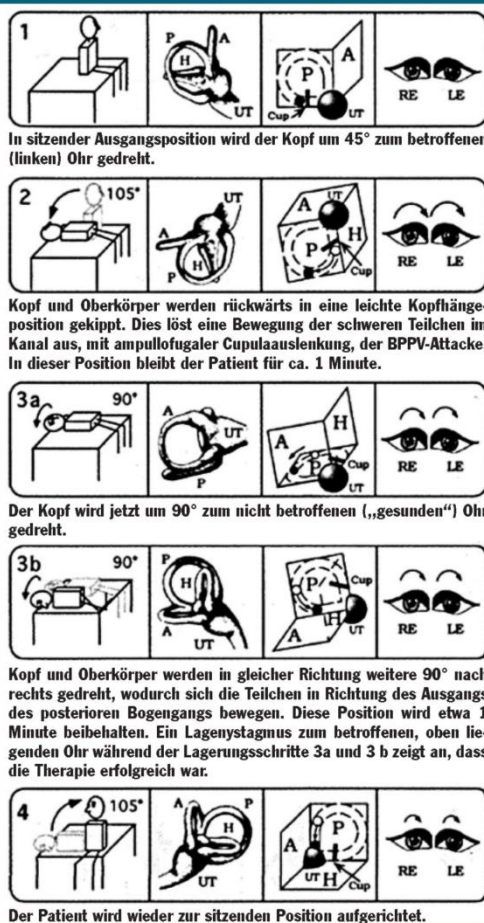 1
P
A
H
UT
A
P
Cup
UT
RE LE
In sitzender Ausgangsposition wird der Kopf um 45° zum betroffenen
(linken) Ohr gedreht.
2
105°
UT
A
P
H
A
UT
H
P
Cup
RE LE
Kopf und Oberkörper werden rückwärts in eine leichte Kopfhänge-
position gekippt. Dies löst eine Bewegung der schweren Teilchen im
Kanal aus, mit ampullofugaler Cupulaauslenkung, der BPPV-Attacke.
In dieser Position bleibt der Patient für ca. 1 Minute.
3a
90°
A
UT
P
A
H
P
Cup
UT
RE LE
Der Kopf wird jetzt um 90° zum nicht betroffenen („gesunden“) Ohr
gedreht.
3b
90°
P
H
A
UT
P
Cup
H
A
UT
RE LE
Kopf und Oberkörper werden in gleicher Richtung weitere 90° nach
rechts gedreht, wodurch sich die Teilchen in Richtung des Ausgangs
des posterioren Bogengangs bewegen. Diese Position wird etwa 1
Minute beibehalten. Ein Lagenystagmus zum betroffenen, oben lie-
genden Ohr während der Lagerungsschritte 3a und 3 b zeigt an, dass
die Therapie erfolgreich war.
4
105°
A
P
H
UT
A
P
UT
H
Cup
RE LE
Der Patient wird wieder zur sitzenden Position aufgerichtet.